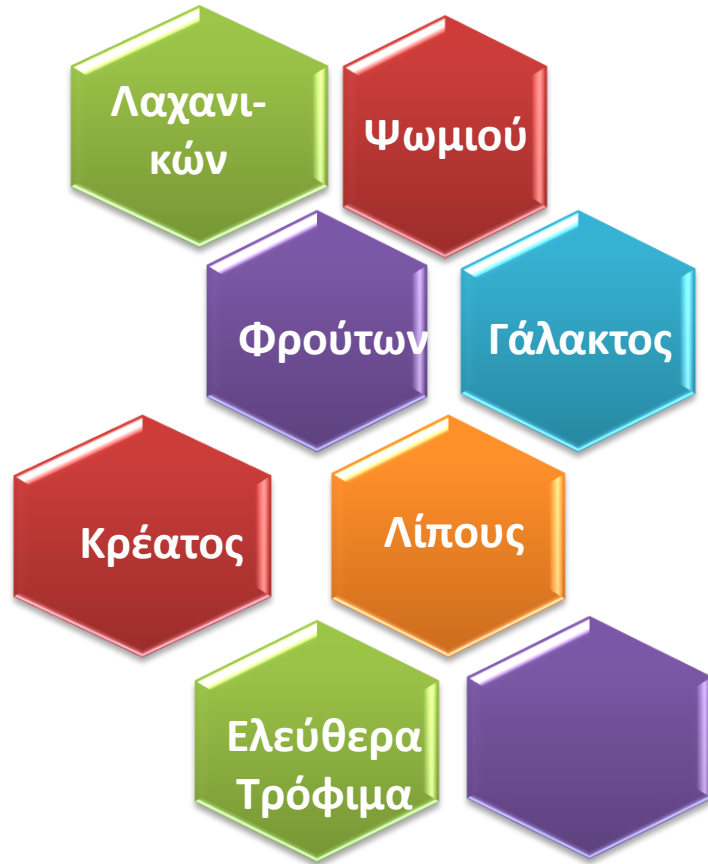 Λαχανι-
κών
Ψωμιού
Φρούτων
Γάλακτος
Κρέατος
Λίπους
Ελεύθερα
Τρόφιμα